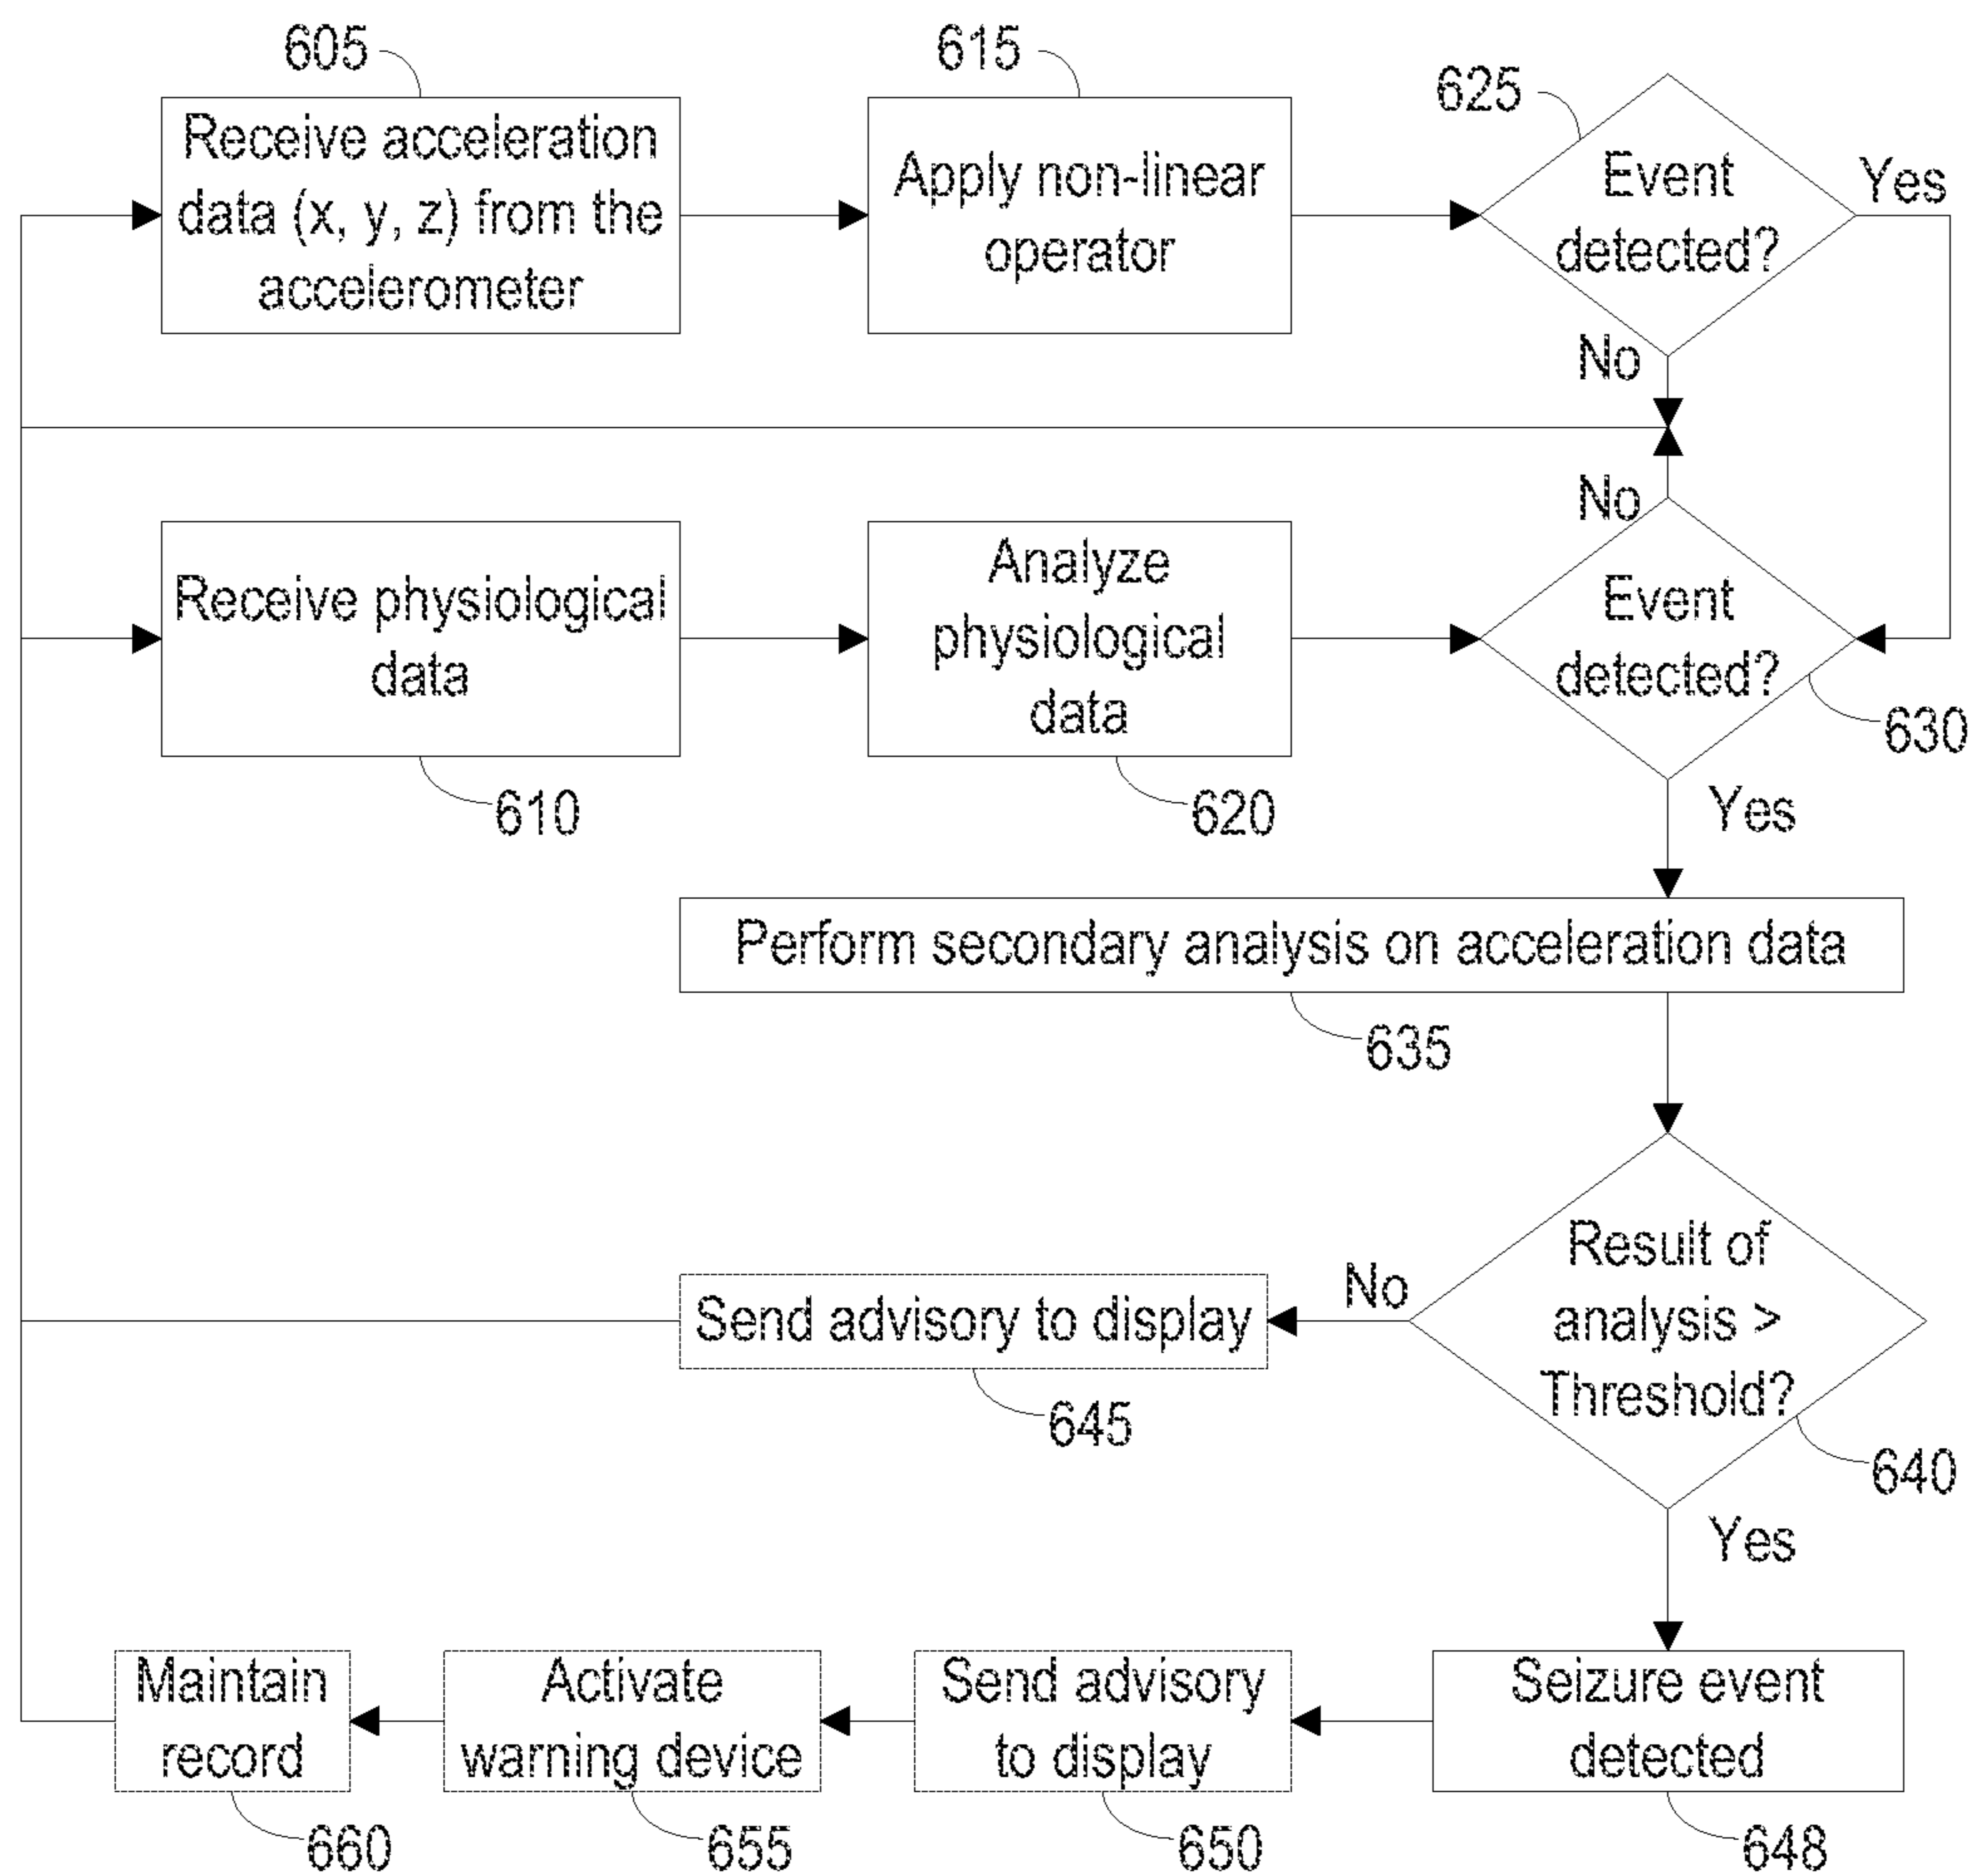 605
615
625
Receive acceleration
data (x, y, z) from the
accelerometer
Apply non-linear
operator
Event
detected?
Yes
No
No
Receive physiological
data
Analyze
physiological
data
Event
detected?
630
610
620
Yes
Perform secondary analysis on acceleration data
635
Result of
analysis >
Threshold?
No
Send advisory to display
645
640
Yes
Maintain
record
Activate
warning device
Send advisory
to display
Seizure event
detected
660
655
650
648